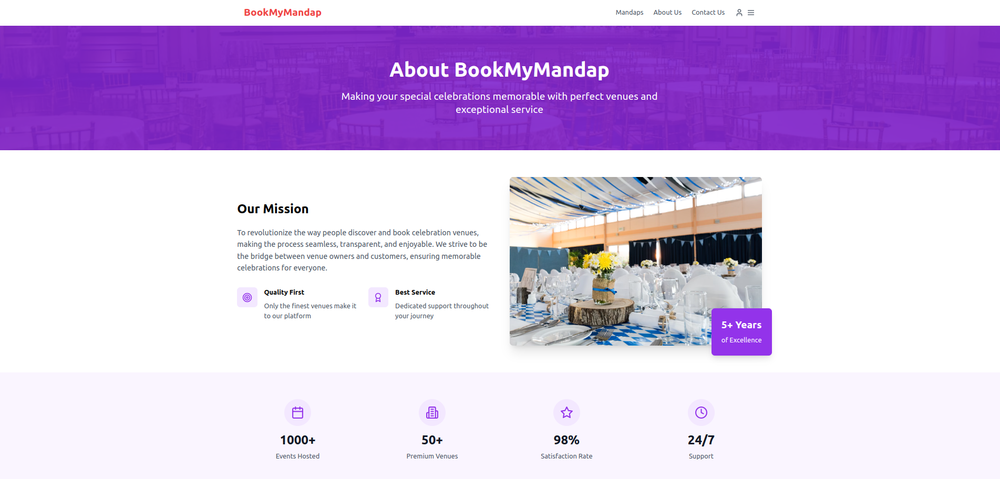 BookMyMandap
Mandaps
About Us
Contact Us
About BookMyMandap
Making your special celebrations memorable with perfect venues and
exceptional service
Our Mission
To revolutionize the way people discover and book celebration venues,
making the process seamless, transparent, and enjoyable. We strive to be
the bridge between venue owners and customers, ensuring memorable
celebrations for everyone.
Quality First
Only the finest venues make it
to our platform
Best Service
Dedicated support throughout
your journey
5+ Years
of Excellence
1000+
Events Hosted
50+
Premium Venues
98%
Satisfaction Rate
24/7
Support